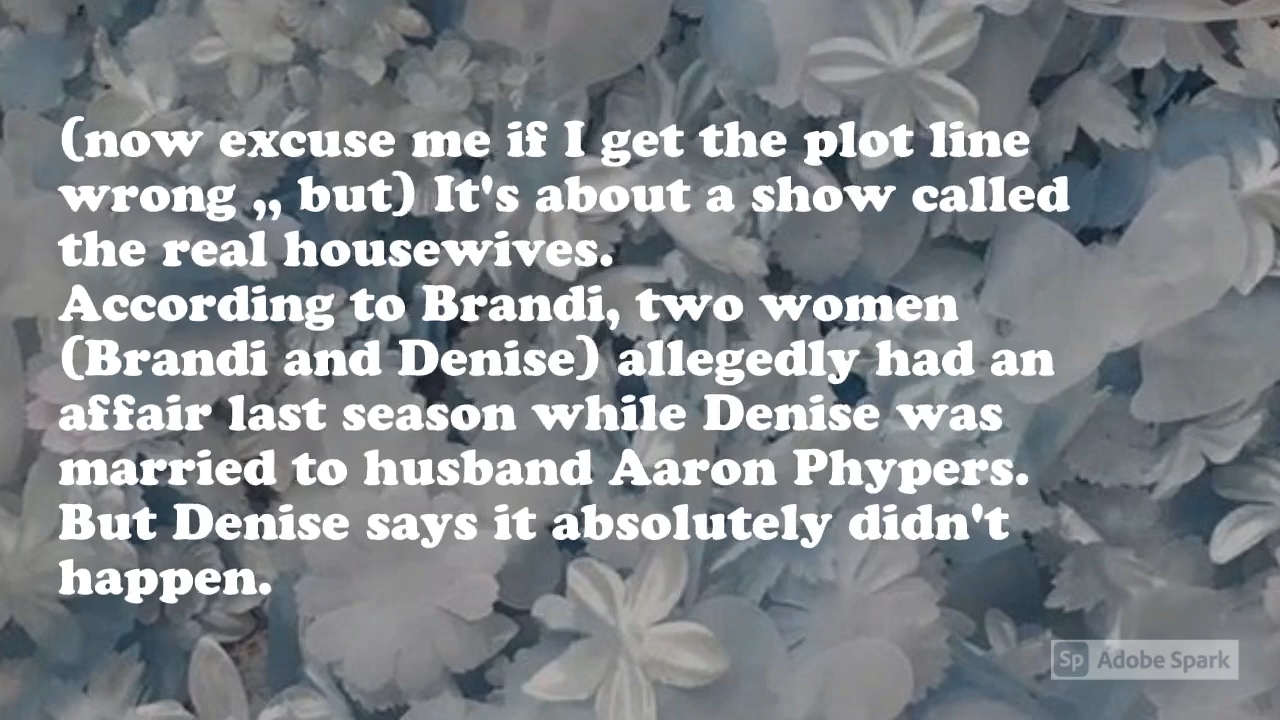 (now excuse me if I get the plot line
wrong ,, but) It's about a show called
the real housewives.
According to Brandi, two women
(Brandi and Denise) allegedly had an
affair last season while Denise was
married to husband Aaron Phypers.
But Denise says it absolutely didn't
happen.
Sp Adobe Spark